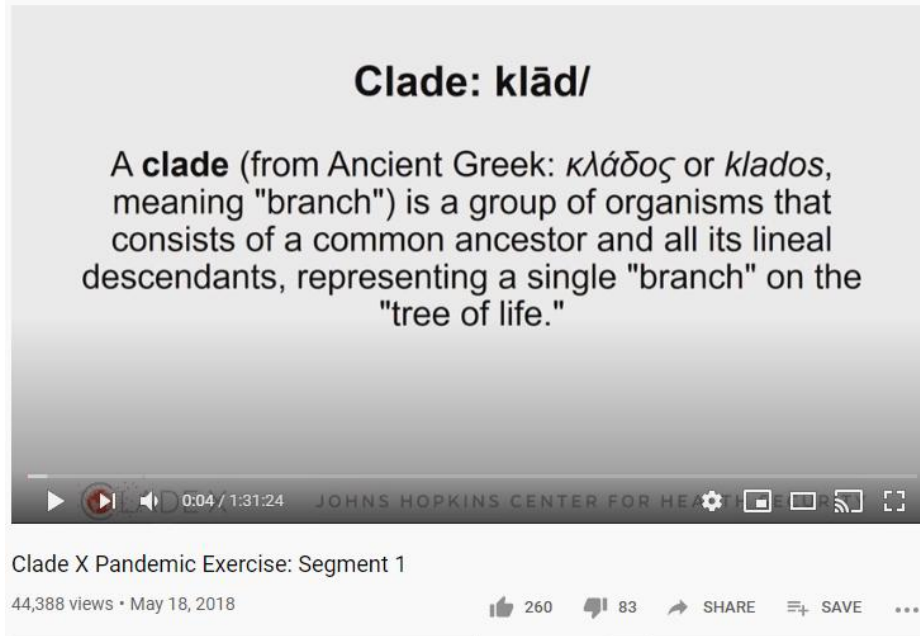 Clade: klād/
A clade (from Ancient Greek: κλάδος or klados,
meaning "branch") is a group of organisms that
consists of a common ancestor and all its lineal
descendants, representing a single "branch" on the
"tree of life."
CLADE X JOHNS HOPKINS CENTER FOR HEALTH SECURITY
0:04 / 1:31:24
Clade X Pandemic Exercise: Segment 1
44,388 views • May 18, 2018
260 83 SHARE SAVE